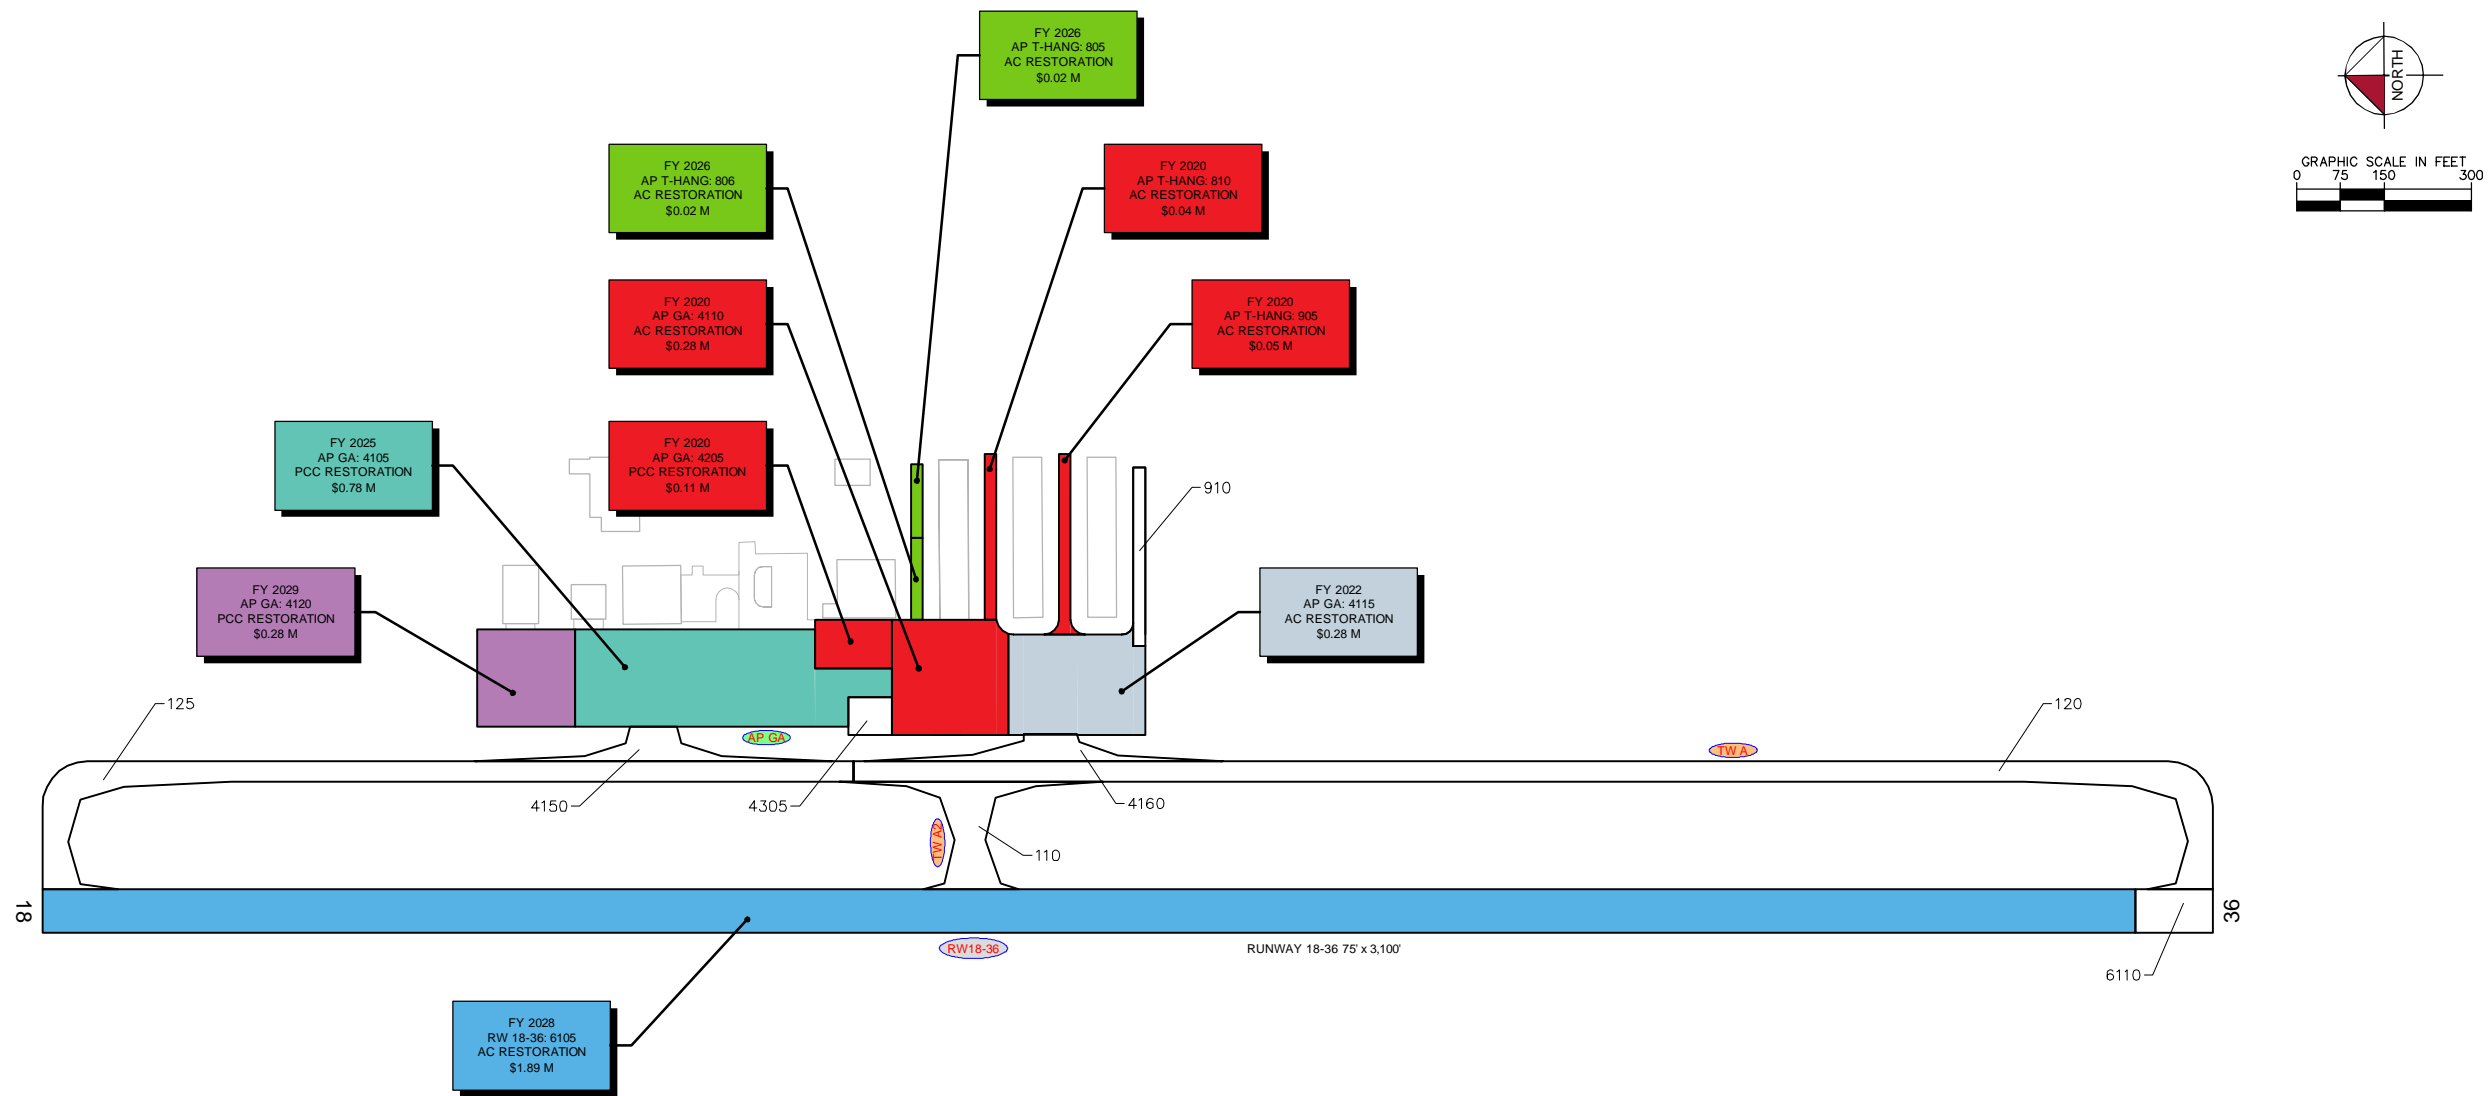 FY 2026
AP T-HANG: 805
AC RESTORATION
$0.02 M
NORTH
GRAPHIC SCALE IN FEET
0 75 150 300
FY 2026
AP T-HANG: 806
AC RESTORATION
$0.02 M
FY 2020
AP T-HANG: 810
AC RESTORATION
$0.04 M
FY 2020
AP GA: 4110
AC RESTORATION
$0.28 M
FY 2020
AP T-HANG: 905
AC RESTORATION
$0.05 M
FY 2025
AP GA: 4105
PCC RESTORATION
$0.78 M
FY 2020
AP GA: 4205
PCC RESTORATION
$0.11 M
910
FY 2029
AP GA: 4120
PCC RESTORATION
$0.28 M
FY 2022
AP GA: 4115
AC RESTORATION
$0.28 M
125
120
AP GA
TW A
4150
4305
4160
TW A2
110
18
36
RW18-36
RUNWAY 18-36 75' x 3,100'
6110
FY 2028
RW 18-36: 6105
AC RESTORATION
$1.89 M